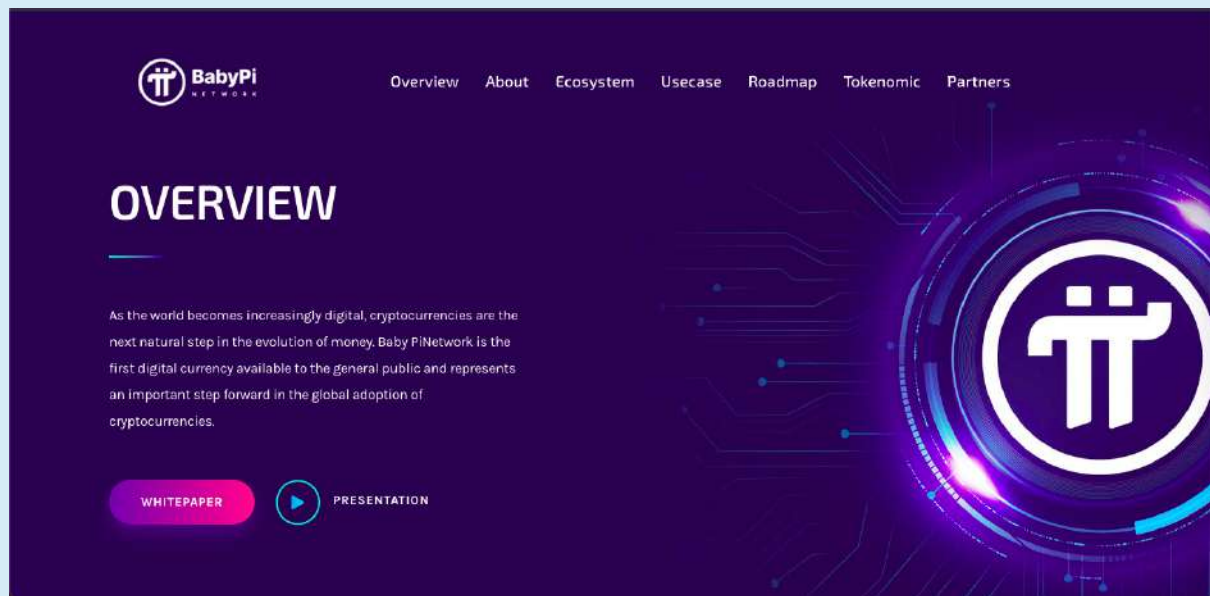 BabyPi
NETWORK
Overview About Ecosystem Usecase Roadmap Tokenomic Partners
OVERVIEW
As the world becomes increasingly digital, cryptocurrencies are the
next natural step in the evolution of money. Baby PiNetwork is the
first digital currency available to the general public and represents
an important step forward in the global adoption of
cryptocurrencies.
WHITEPAPER
PRESENTATION